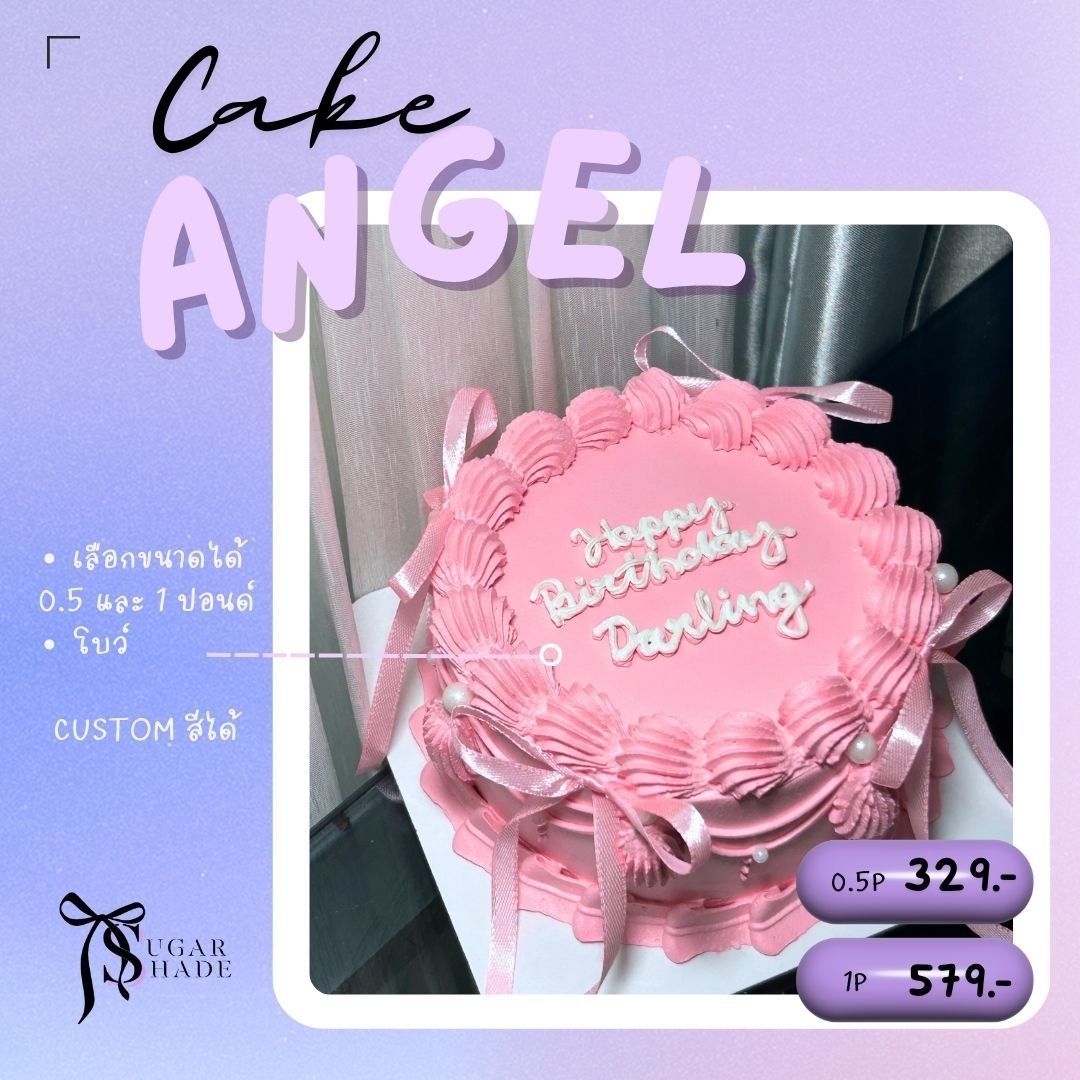 Cake
ANGEL
Happy
Birthday
Darling
• เลือกขนาดได้
0.5 และ 1 ปอนด์
• โบว์
CUSTOM สีได้
0.5P 329.-
1P 579.-
SUGAR
SHADE